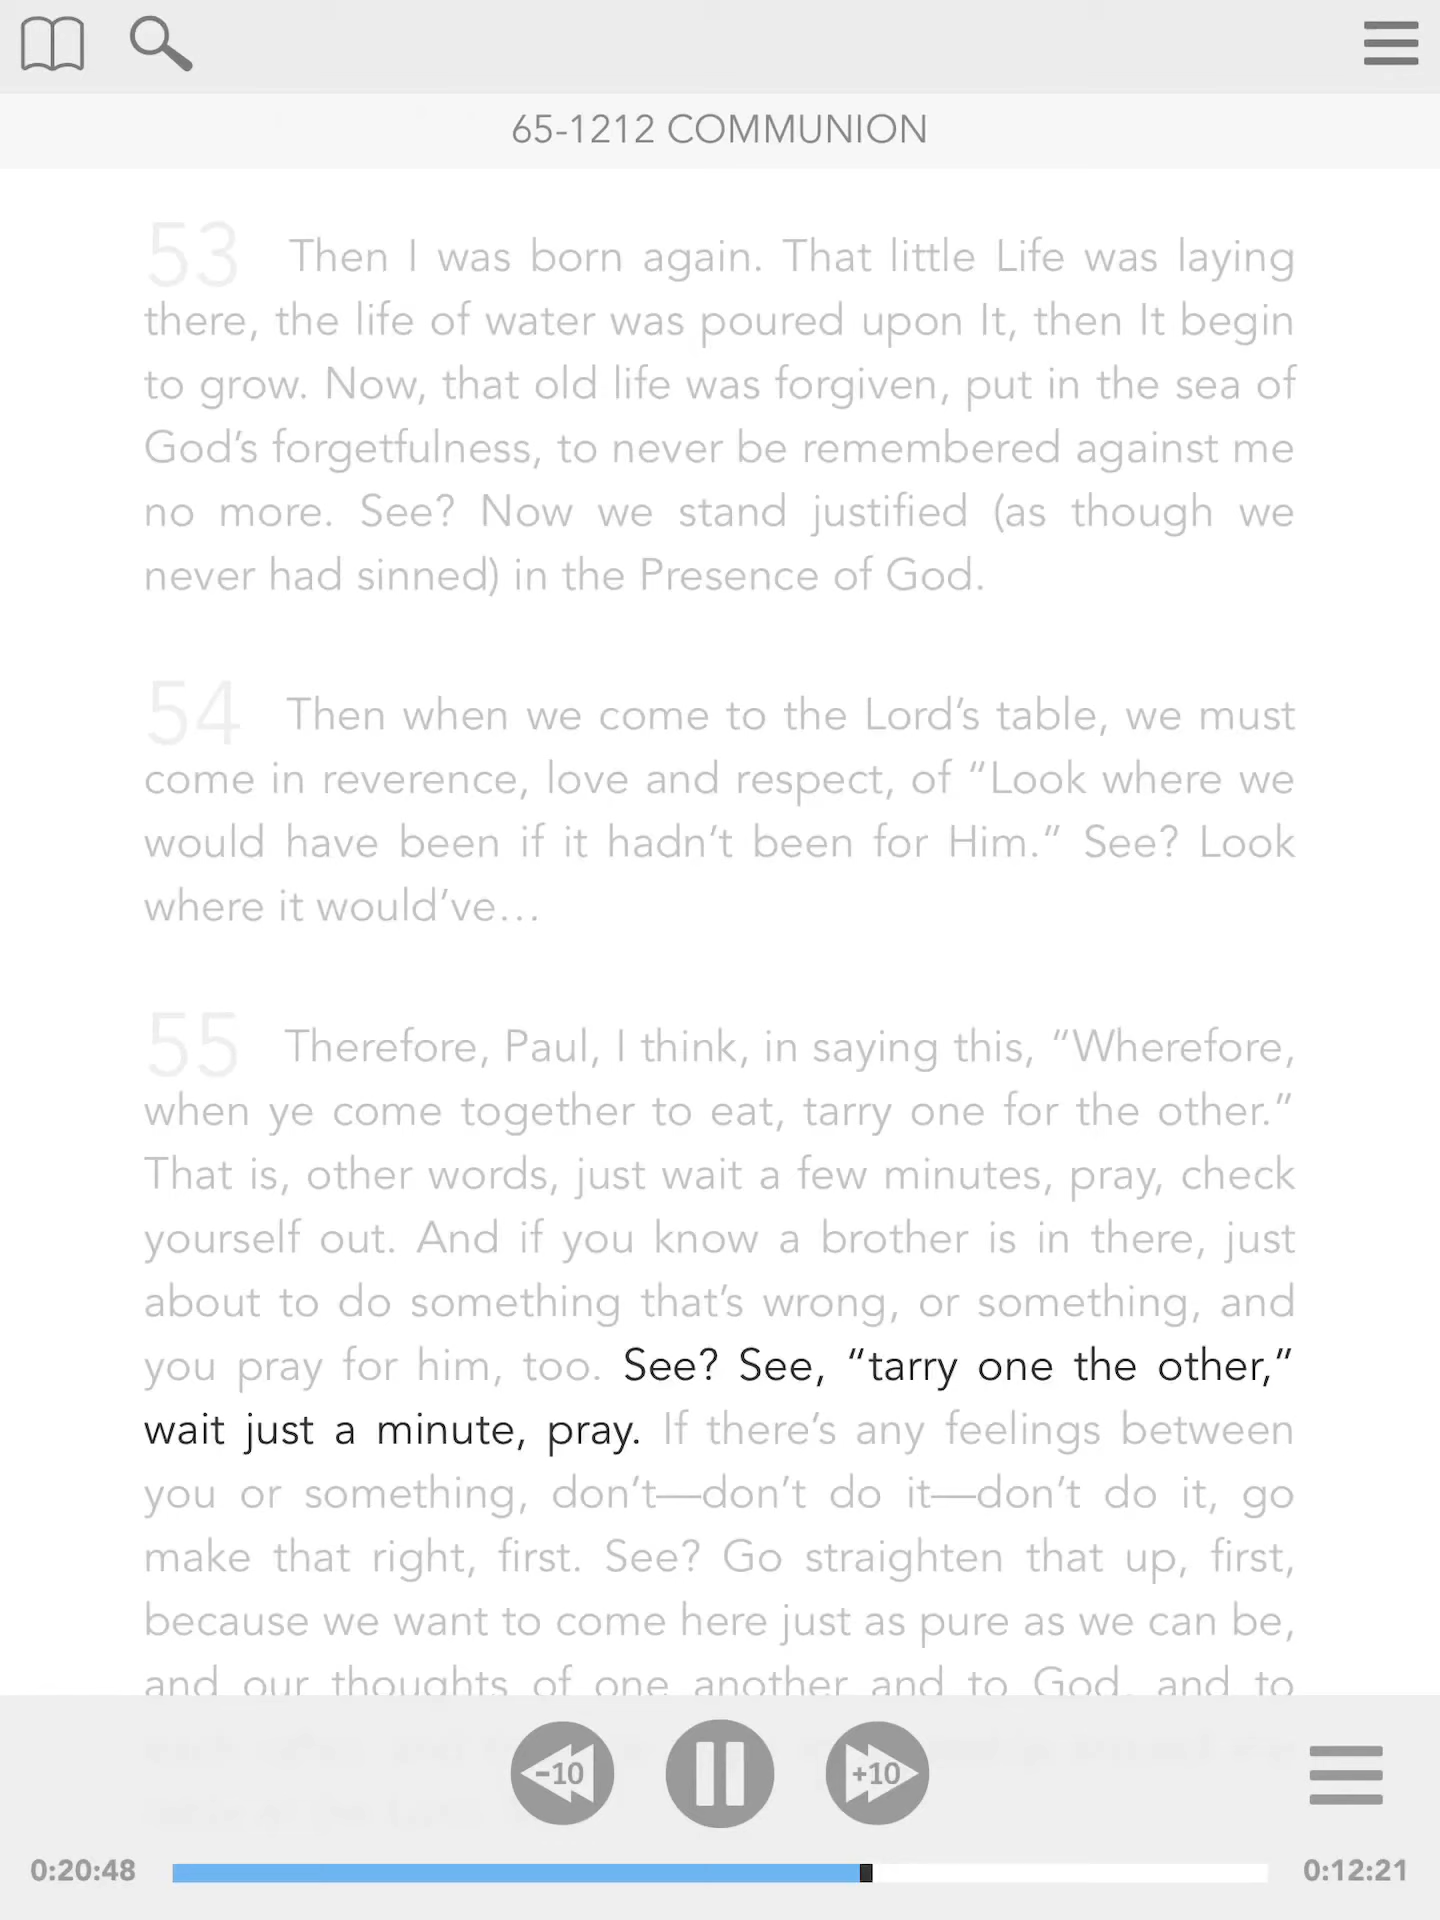 65-1212 COMMUNION
53 Then I was born again. That little Life was laying
there, the life of water was poured upon It, then It begin
to grow. Now, that old life was forgiven, put in the sea of
God’s forgetfulness, to never be remembered against me
no more. See? Now we stand justified (as though we
never had sinned) in the Presence of God.
54 Then when we come to the Lord’s table, we must
come in reverence, love and respect, of “Look where we
would have been if it hadn’t been for Him.” See? Look
where it would’ve…
55 Therefore, Paul, I think, in saying this, “Wherefore,
when ye come together to eat, tarry one for the other.”
That is, other words, just wait a few minutes, pray, check
yourself out. And if you know a brother is in there, just
about to do something that’s wrong, or something, and
you pray for him, too. See? See, “tarry one the other,”
wait just a minute, pray. If there’s any feelings between
you or something, don’t—don’t do it—don’t do it, go
make that right, first. See? Go straighten that up, first,
because we want to come here just as pure as we can be,
and our thoughts of one another and to God, and to
-10 +10
0:20:48 0:12:21